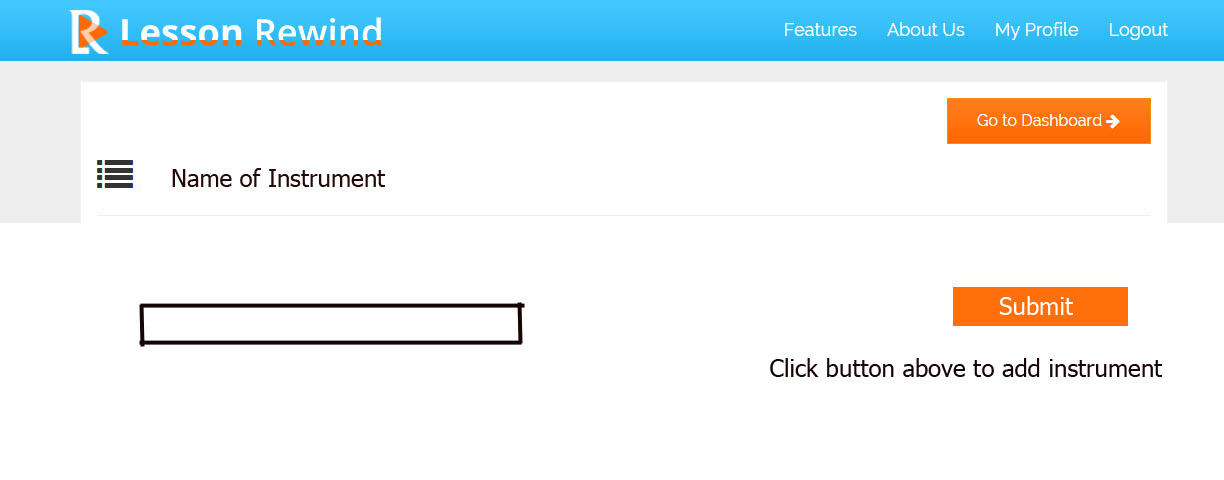 Lesson Rewind
Features About Us My Profile Logout
Go to Dashboard
Name of Instrument
Submit
Click button above to add instrument